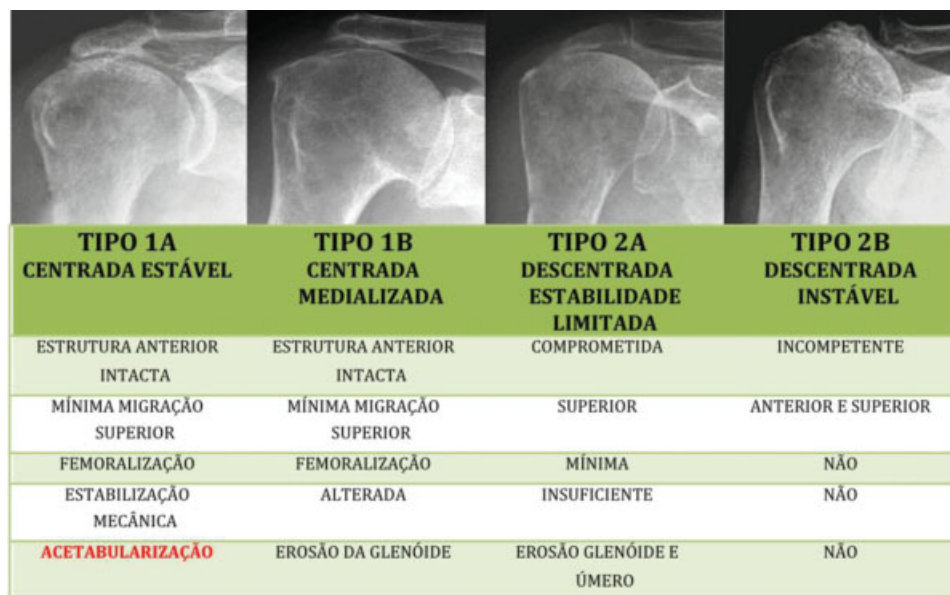 TIPO 1A
CENTRADA ESTÁVEL
TIPO 1B
CENTRADA
MEDIALIZADA
TIPO 2A
DESCENTRADA
ESTABILIDADE
LIMITADA
TIPO 2B
DESCENTRADA
INSTÁVEL
ESTRUTURA ANTERIOR
INTACTA
ESTRUTURA ANTERIOR
INTACTA
COMPROMETIDA
INCOMPETENTE
MÍNIMA MIGRAÇÃO
SUPERIOR
MÍNIMA MIGRAÇÃO
SUPERIOR
SUPERIOR
ANTERIOR E SUPERIOR
FEMORALIZAÇÃO
FEMORALIZAÇÃO
MÍNIMA
NÃO
ESTABILIZAÇÃO
MECÂNICA
ALTERADA
INSUFICIENTE
NÃO
ACETABULARIZAÇÃO
EROSÃO DA GLENÓIDE
EROSÃO GLENÓIDE E
ÚMERO
NÃO